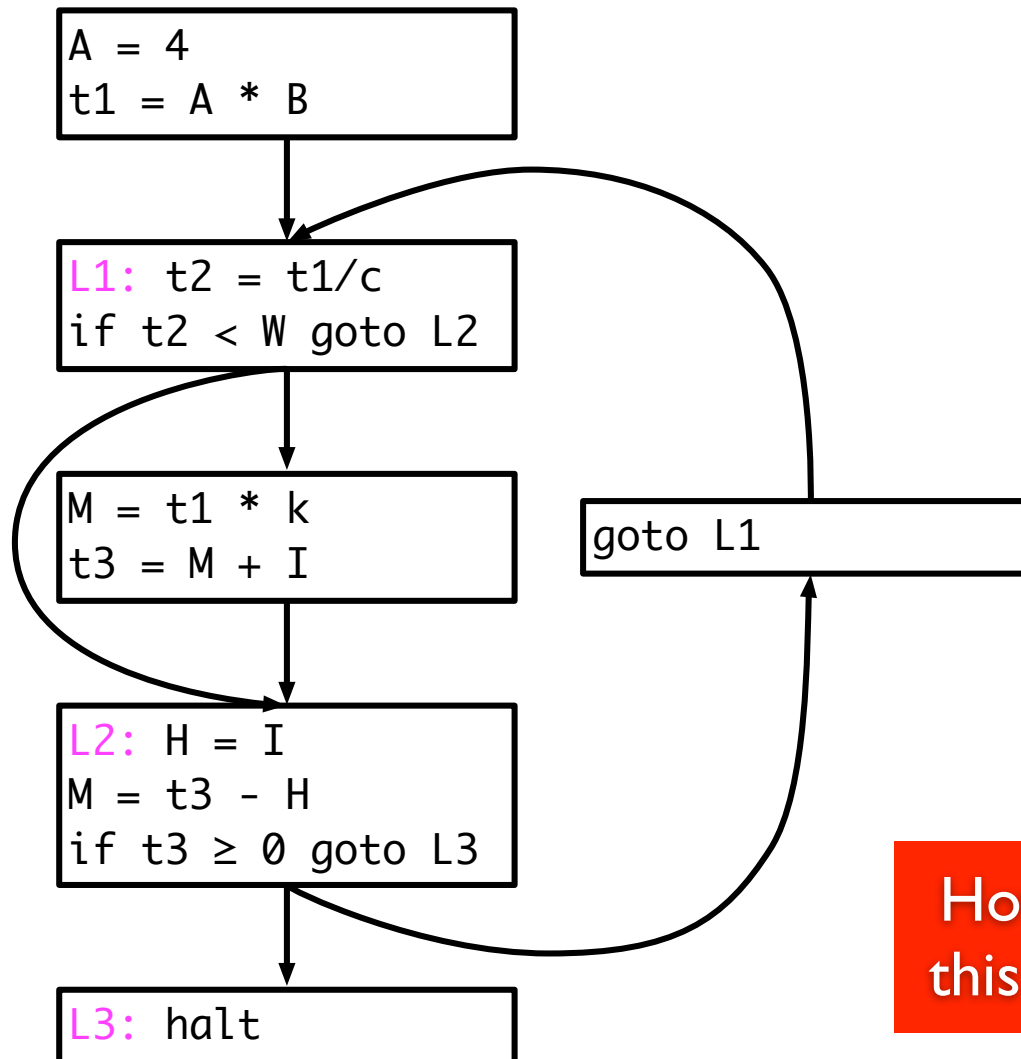 A = 4
t1 = A * B
L1: t2 = t1/c
if t2 < W goto L2
M = t1 * k
t3 = M + I
goto L1
L2: H = I
M = t3 - H
if t3 ≥ 0 goto L3
L3: halt
this